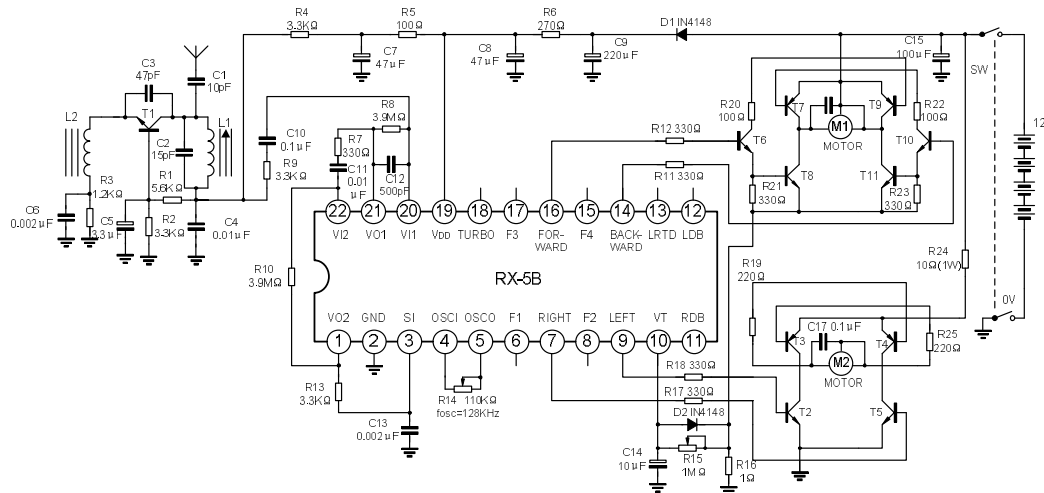 R4
3.3KΩ
R5
100Ω
R6
270Ω
D1 IN4148
C7
47μF
C8
47μF
C9
220μF
C15
100μF
SW
C3
47pF
C1
10pF
T1
L2
L1
C2
15pF
R1
5.6KΩ
R3
1.2KΩ
C6
0.002μF
C5
3.3μF
R2
3.3KΩ
C4
0.01μF
C10
0.1μF
R9
3.3KΩ
R8
3.9MΩ
R7
330Ω
C11
0.01
μF
C12
500pF
R10
3.9MΩ
R12 330Ω
R11 330Ω
R20
100Ω
T6
T7
T9
M1
MOTOR
T8
T11
R22
100Ω
T10
R21
330Ω
R23
330Ω
12
0V
R24
10Ω(1W)
22
21
20
19
18
17
16
15
14
13
12
VI2
VO1
VI1
VDD
TURBO
F3
FOR-
WARD
F4
BACK-
WARD
LRTD
LDB
RX-5B
VO2
GND
SI
OSCI
OSCO
F1
RIGHT
F2
LEFT
VT
RDB
1
2
3
4
5
6
7
8
9
10
11
R13
3.3KΩ
C13
0.002μF
R14
110KΩ
fosc=128KHz
R18 330Ω
R17 330Ω
D2 IN4148
C14
10μF
R15
1MΩ
R16
1Ω
R19
220Ω
T3
C17 0.1μF
T4
M2
MOTOR
R25
220Ω
T2
T5